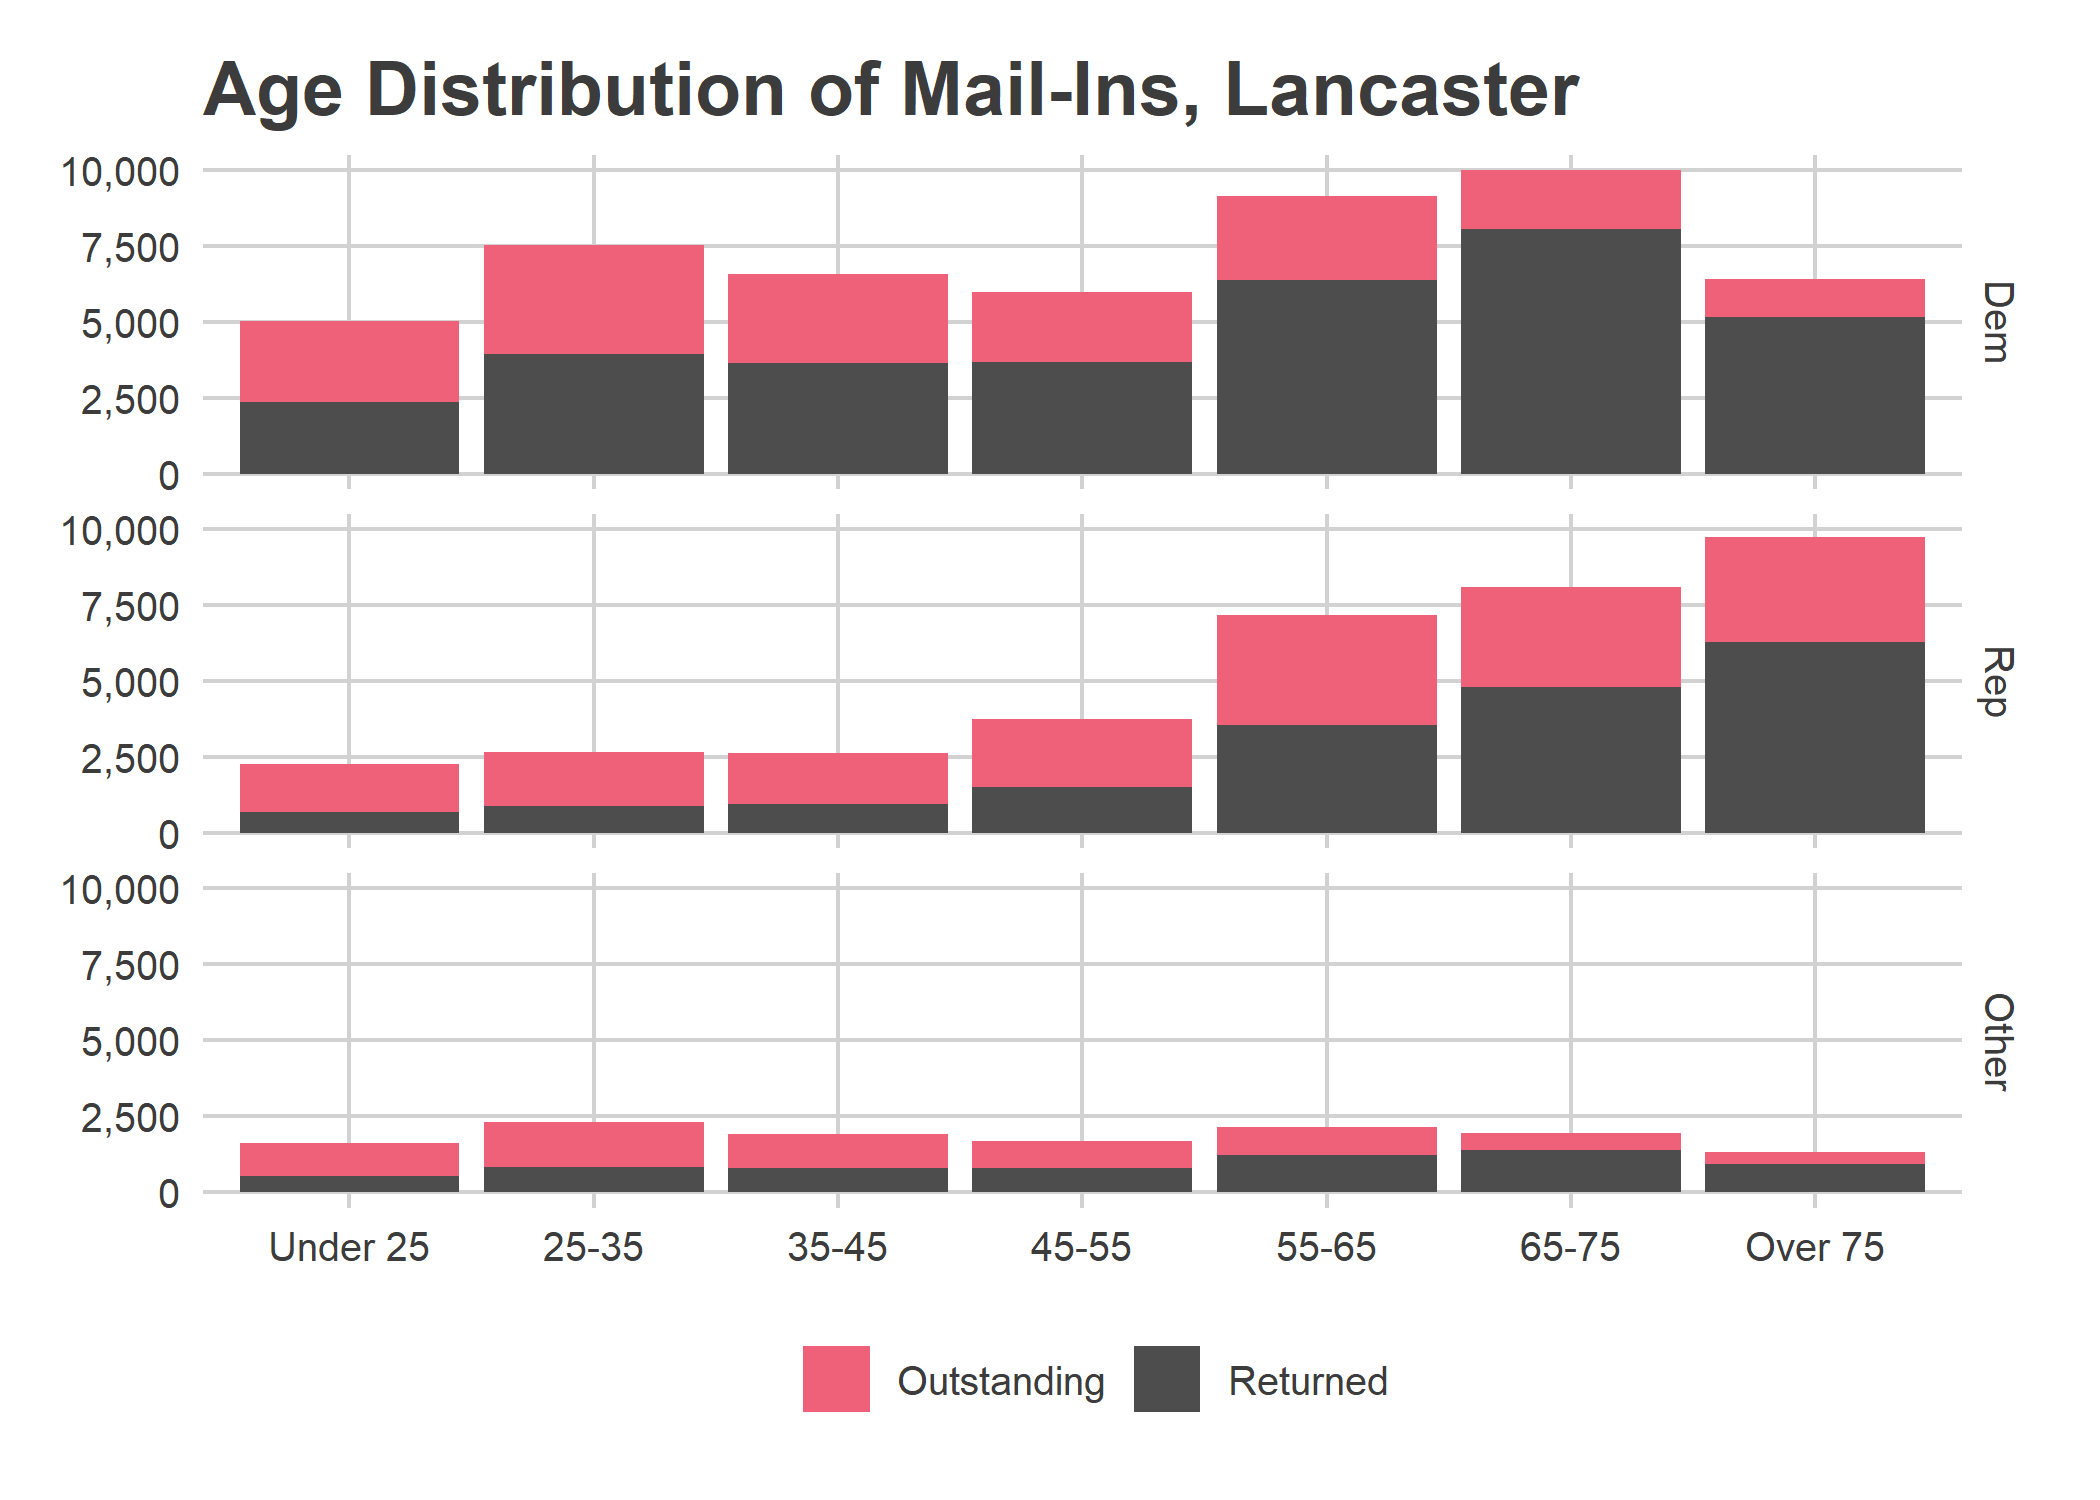 Age Distribution of Mail-Ins, Lancaster
10,000
7,500
5,000
2,500
0
Dem
10,000
7,500
5,000
2,500
0
Rep
10,000
7,500
5,000
2,500
0
Other
Under 25 25-35 35-45 45-55 55-65 65-75 Over 75
Outstanding Returned